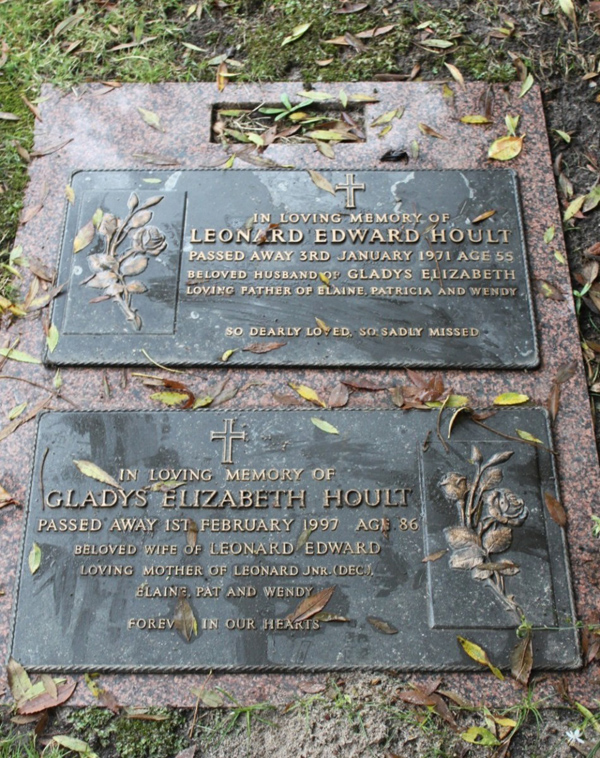 IN LOVING MEMORY OF
LEONARD EDWARD HOULT
PASSED AWAY 3RD JANUARY 1971 AGE 55
BELOVED HUSBAND OF GLADYS ELIZABETH
LOVING FATHER OF ELAINE, PATRICIA AND WENDY
SO DEARLY LOVED, SO SADLY MISSED
IN LOVING MEMORY OF
GLADYS ELIZABETH HOULT
PASSED AWAY 1ST FEBRUARY 1997 AGE 86
BELOVED WIFE OF LEONARD EDWARD
LOVING MOTHER OF LEONARD JNR. (DEC.),
ELAINE, PAT AND WENDY
FOREVER IN OUR HEARTS